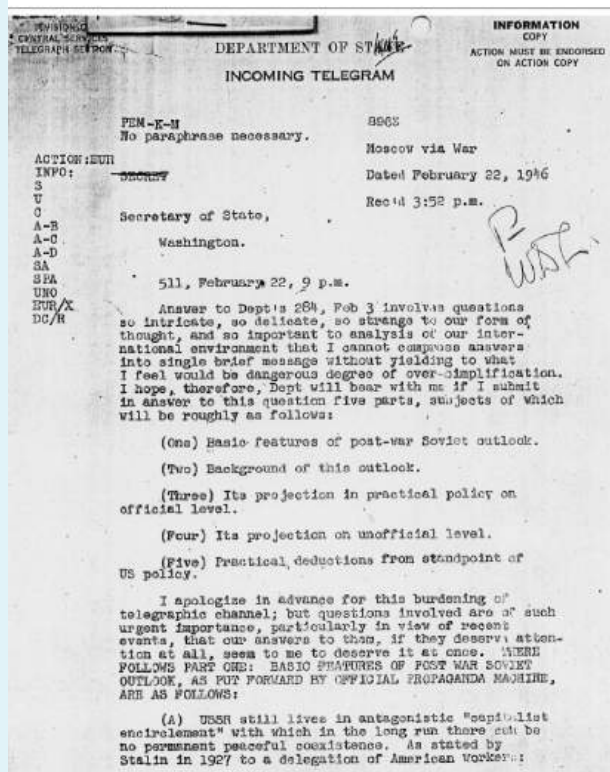 DIVISION OF
CENTRAL SERVICES
TELEGRAPH SECTION
DEPARTMENT OF STATE
INCOMING TELEGRAM
INFORMATION
COPY
ACTION MUST BE ENDORSED
ON ACTION COPY
PEM-K-M
No paraphrase necessary.
8963
Moscow via War
ACTION:EUR
INFO:
S
U
C
A-B
A-C
A-D
SA
SPA
UNO
EUR/X
DC/R
SECRET
Dated February 22, 1946
Rec'd 3:52 p.m.
Secretary of State,
Washington.
511, February 22, 9 p.m.
Answer to Dept's 284, Feb 3 involves questions
so intricate, so delicate, so strange to our form of
thought, and so important to analysis of our inter-
national environment that I cannot compress answers
into single brief message without yielding to what
I feel would be dangerous degree of over-simplification.
I hope, therefore, Dept will bear with me if I submit
in answer to this question five parts, subjects of which
will be roughly as follows:
(One) Basic features of post-war Soviet outlook.
(Two) Background of this outlook.
(Three) Its projection in practical policy on
official level.
(Four) Its projection on unofficial level.
(Five) Practical deductions from standpoint of
US policy.
I apologize in advance for this burdening of
telegraphic channel; but questions involved are of such
urgent importance, particularly in view of recent
events, that our answers to them, if they deserve atten-
tion at all, seem to me to deserve it at once. THERE
FOLLOWS PART ONE: BASIC FEATURES OF POST WAR SOVIET
OUTLOOK, AS PUT FORWARD BY OFFICIAL PROPAGANDA MACHINE,
ARE AS FOLLOWS:
(A) USSR still lives in antagonistic "capitalist
encirclement" with which in the long run there can be
no permanent peaceful coexistence. As stated by
Stalin in 1927 to a delegation of American workers: